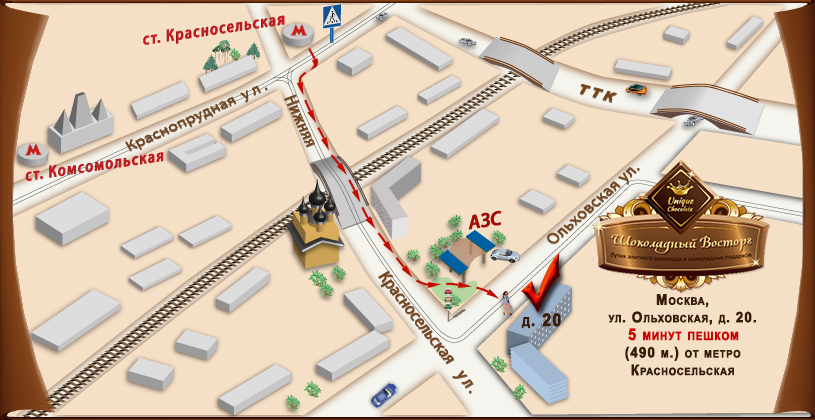 ст. Красносельская
М
М
ст. Комсомольская
Краснопрудная ул.
Нижняя
Красносельская ул.
ТТК
АЗС
Ольховская ул.
д. 20
Unique
Chocolate
Шоколадный Восторг
бутик элитного шоколада и шоколадных подарков
Москва,
ул. Ольховская, д. 20.
5 минут пешком
(490 м.) от метро
Красносельская